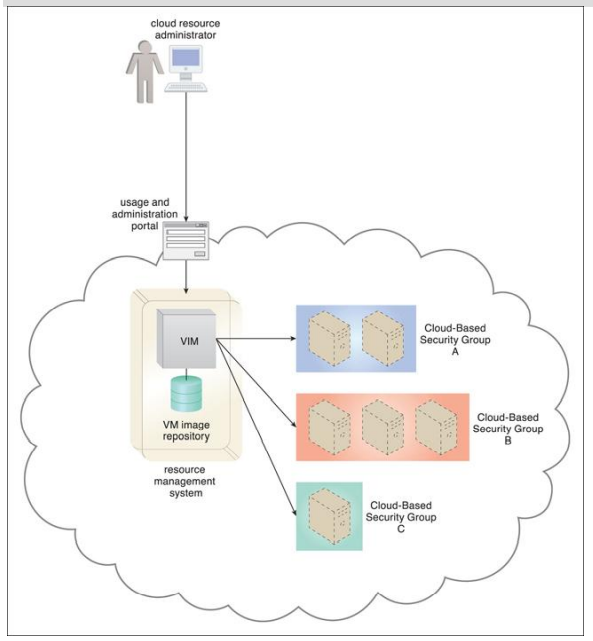 cloud resource
administrator
usage and
administration
portal
VIM
VM image
repository
resource
management
system
Cloud-Based
Security Group
A
Cloud-Based
Security Group
B
Cloud-Based
Security Group
C